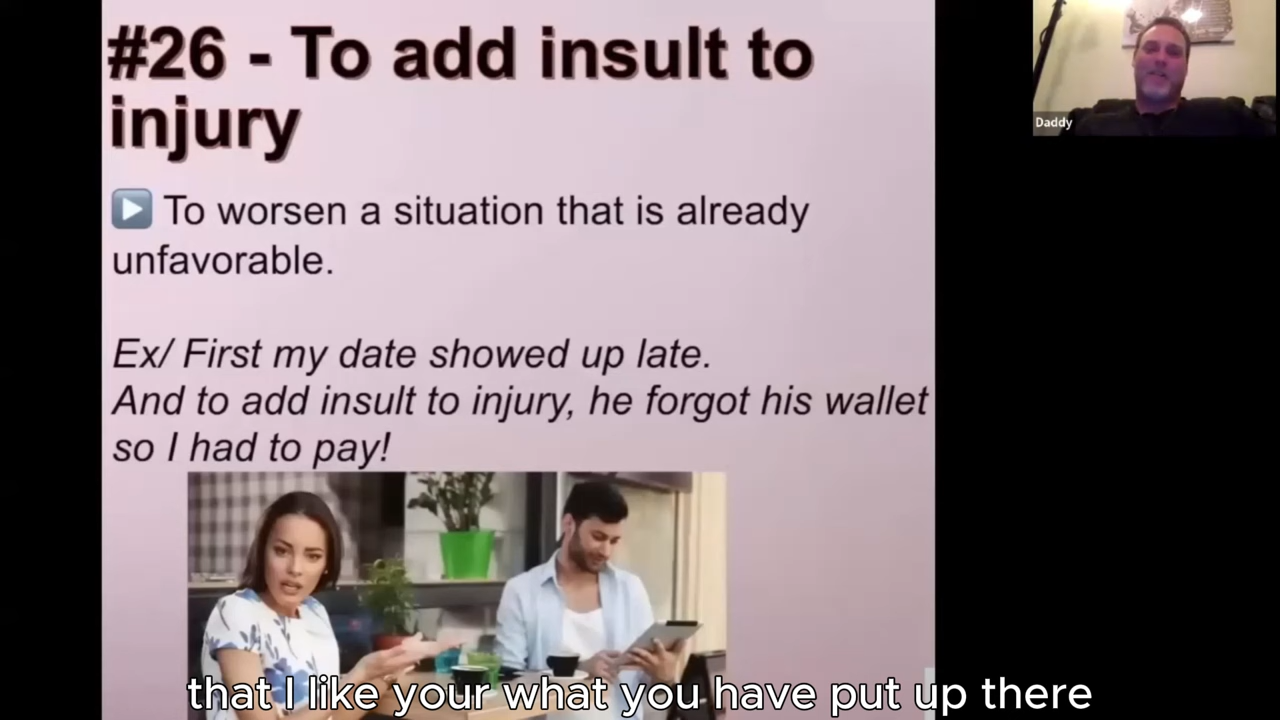 #26 - To add insult to
injury
To worsen a situation that is already
unfavorable.
Ex/ First my date showed up late.
And to add insult to injury, he forgot his wallet
so I had to pay!
Daddy
that I like your what you have put up there